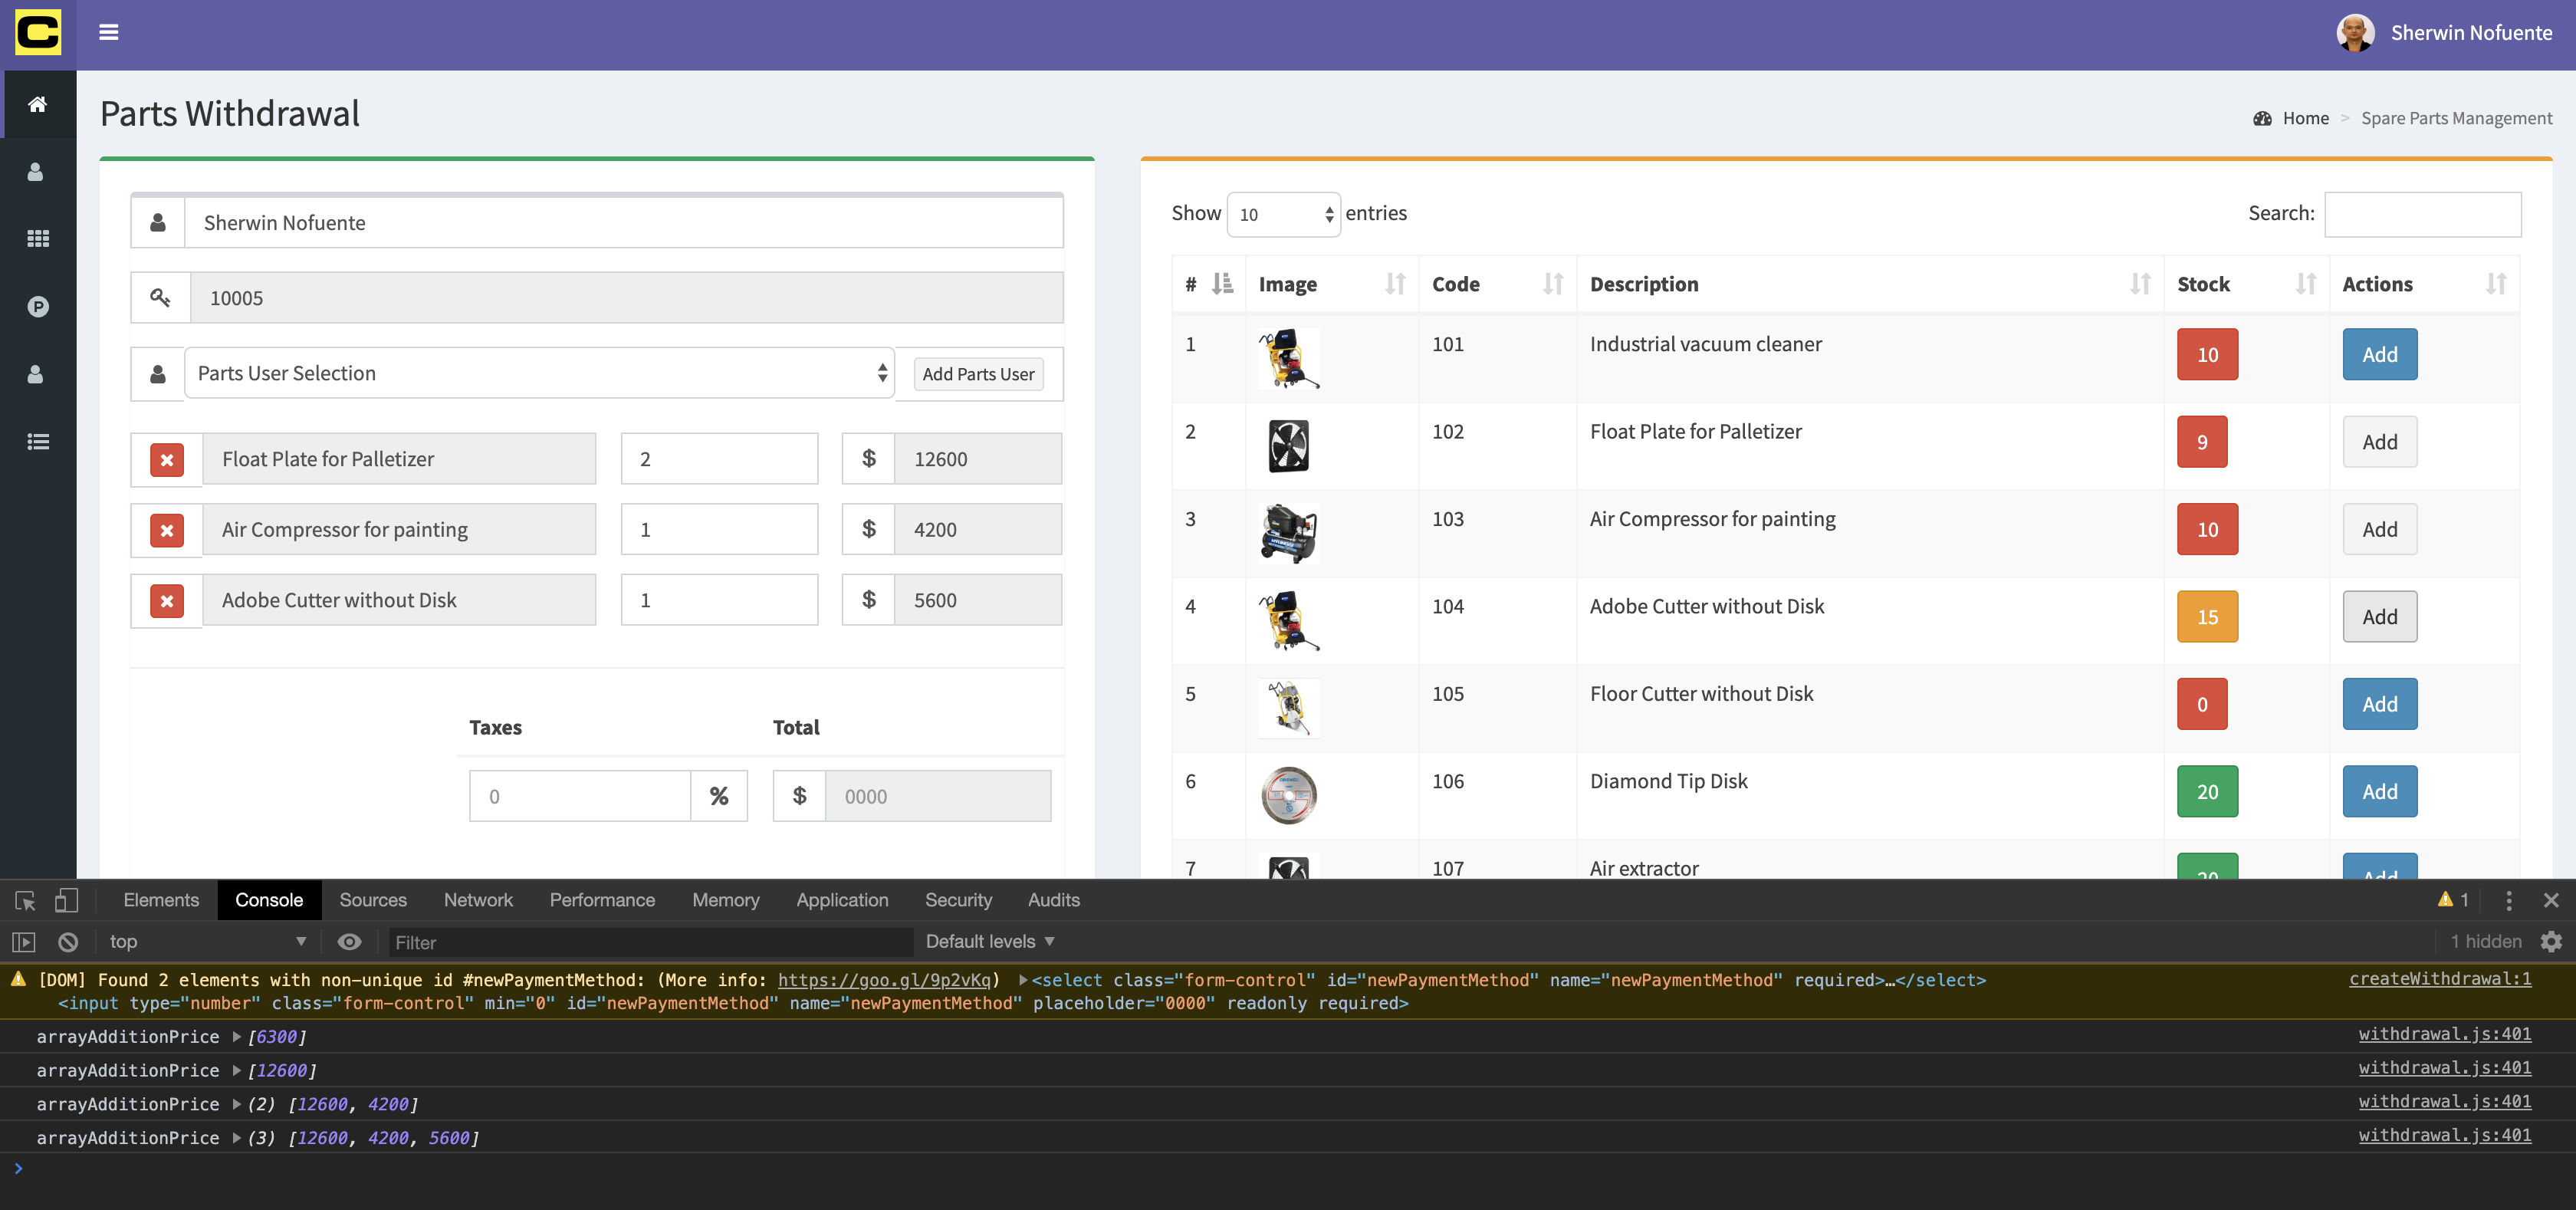 C
Sherwin Nofuente
Parts Withdrawal
Home > Spare Parts Management
Sherwin Nofuente
10005
Parts User Selection
Add Parts User
Float Plate for Palletizer 2 $ 12600
Air Compressor for painting 1 $ 4200
Adobe Cutter without Disk 1 $ 5600
Taxes Total
0 % $ 0000
Show 10 entries
Search:
# Image Code Description Stock Actions
1 101 Industrial vacuum cleaner 10 Add
2 102 Float Plate for Palletizer 9 Add
3 103 Air Compressor for painting 10 Add
4 104 Adobe Cutter without Disk 15 Add
5 105 Floor Cutter without Disk 0 Add
6 106 Diamond Tip Disk 20 Add
7 107 Air extractor 20 Add
Elements Console Sources Network Performance Memory Application Security Audits 1
top Filter Default levels 1 hidden
[DOM] Found 2 elements with non-unique id #newPaymentMethod: (More info: https://goo.gl/9p2vKq) <select class="form-control" id="newPaymentMethod" name="newPaymentMethod" required>…</select> createWithdrawal:1
<input type="number" class="form-control" min="0" id="newPaymentMethod" name="newPaymentMethod" placeholder="0000" readonly required>
arrayAdditionPrice [6300] withdrawal.js:401
arrayAdditionPrice [12600] withdrawal.js:401
arrayAdditionPrice (2) [12600, 4200] withdrawal.js:401
arrayAdditionPrice (3) [12600, 4200, 5600] withdrawal.js:401